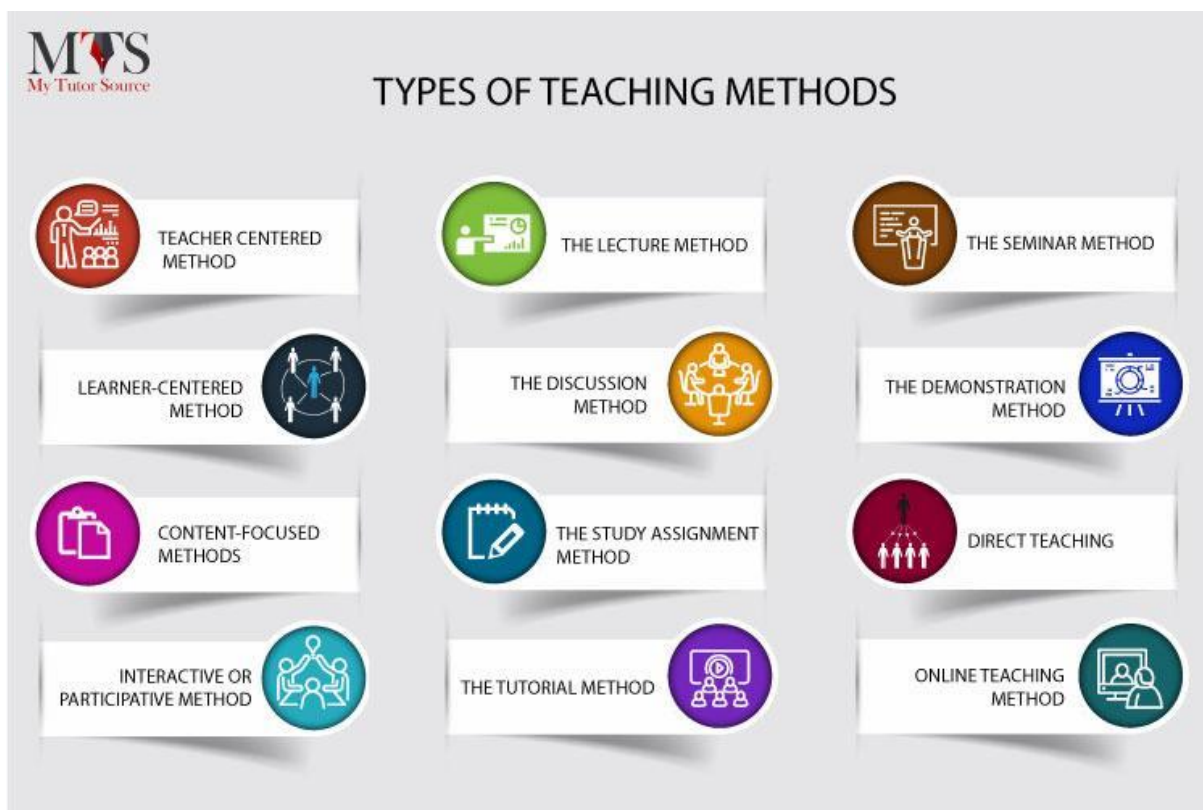 MTS
My Tutor Source
TYPES OF TEACHING METHODS
TEACHER CENTERED
METHOD
THE LECTURE METHOD
THE SEMINAR METHOD
LEARNER-CENTERED
METHOD
THE DISCUSSION
METHOD
THE DEMONSTRATION
METHOD
CONTENT-FOCUSED
METHODS
THE STUDY ASSIGNMENT
METHOD
DIRECT TEACHING
INTERACTIVE OR
PARTICIPATIVE METHOD
THE TUTORIAL METHOD
ONLINE TEACHING
METHOD